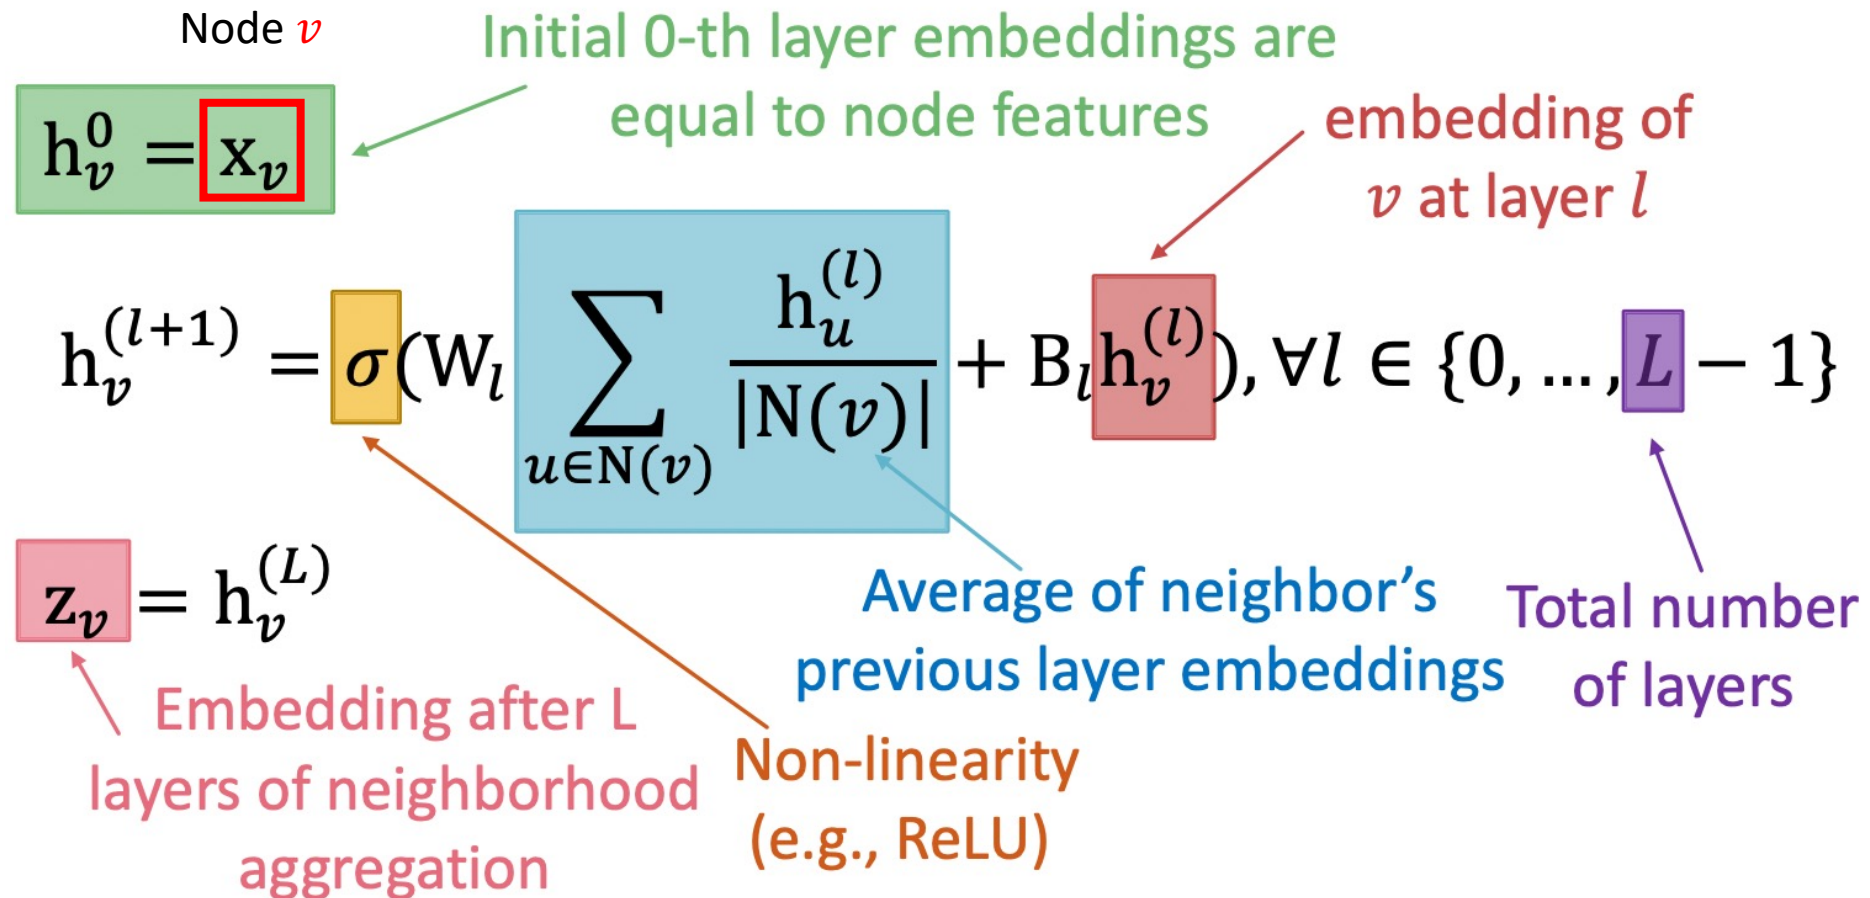 Node 𝑣
Initial 0-th layer embeddings are
equal to node features
h_𝑣^0 = x_𝑣
embedding of
𝑣 at layer 𝑙
h_𝑣^(𝑙+1) = 𝜎(W_𝑙 ∑_{𝑢∈N(𝑣)} h_𝑢^(𝑙) / |N(𝑣)| + B_𝑙 h_𝑣^(𝑙)), ∀𝑙 ∈ {0, …, 𝐿 − 1}
z_𝑣 = h_𝑣^(𝐿)
Average of neighbor’s
previous layer embeddings
Total number
of layers
Embedding after L
layers of neighborhood
aggregation
Non-linearity
(e.g., ReLU)